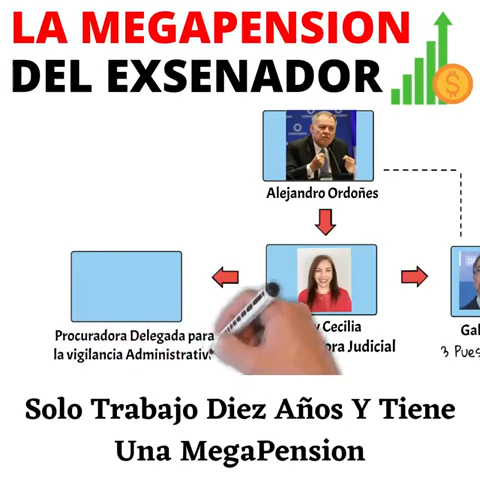 LA MEGAPENSION
DEL EXSENADOR
Alejandro Ordoñes
Procuradora Delegada para
la vigilancia Administrativ
Cecilia
Judicial
3
Solo Trabajo Diez Años Y Tiene
Una MegaPension